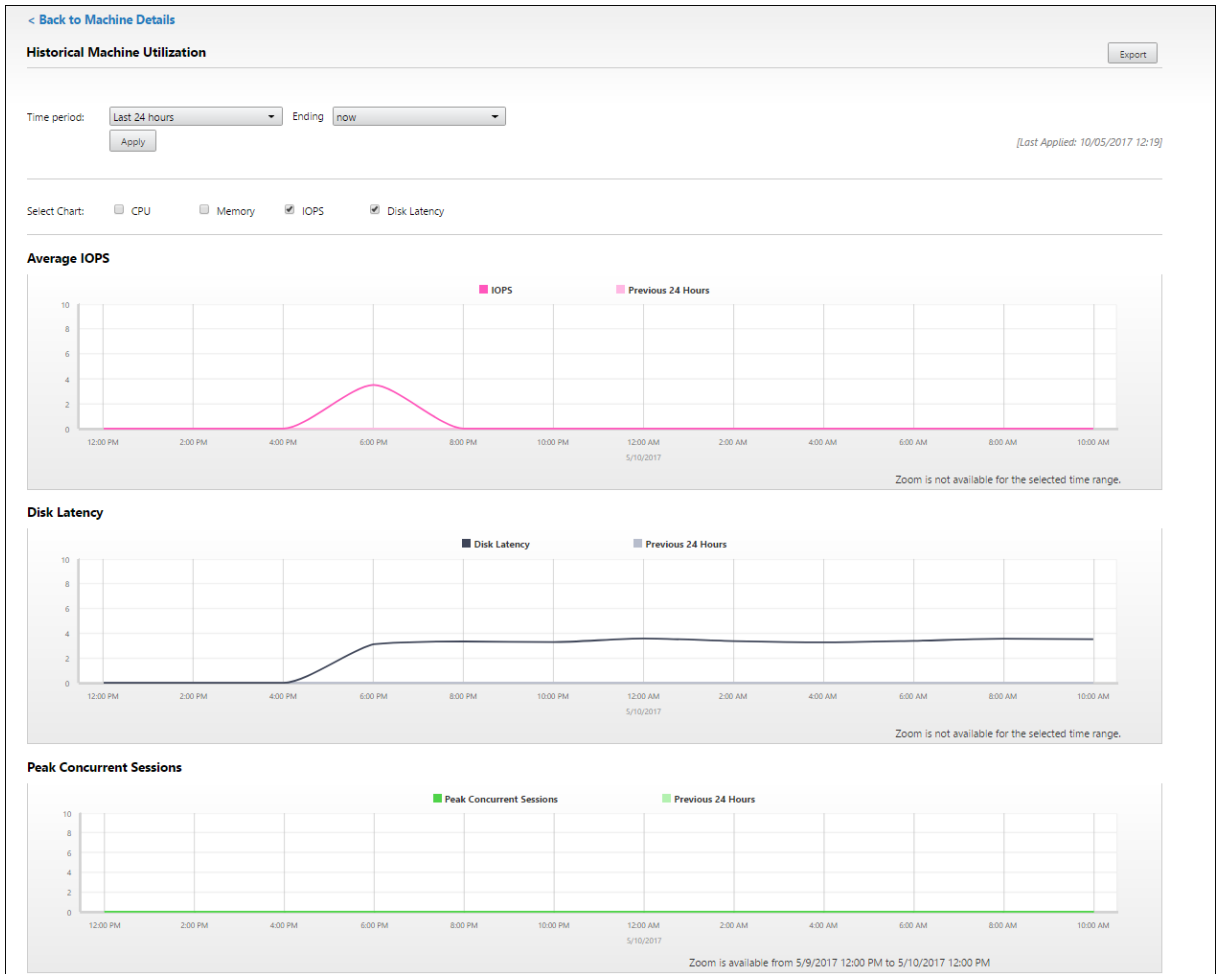 < Back to Machine Details
Historical Machine Utilization
Export
Time period: Last 24 hours Ending now
Apply
[Last Applied: 10/05/2017 12:19]
Select Chart: CPU Memory IOPS Disk Latency
Average IOPS
IOPS Previous 24 Hours
10
8
6
4
2
0
12:00 PM 2:00 PM 4:00 PM 6:00 PM 8:00 PM 10:00 PM 12:00 AM 2:00 AM 4:00 AM 6:00 AM 8:00 AM 10:00 AM
5/10/2017
Zoom is not available for the selected time range.
Disk Latency
Disk Latency Previous 24 Hours
10
8
6
4
2
0
12:00 PM 2:00 PM 4:00 PM 6:00 PM 8:00 PM 10:00 PM 12:00 AM 2:00 AM 4:00 AM 6:00 AM 8:00 AM 10:00 AM
5/10/2017
Zoom is not available for the selected time range.
Peak Concurrent Sessions
Peak Concurrent Sessions Previous 24 Hours
10
8
6
4
2
0
12:00 PM 2:00 PM 4:00 PM 6:00 PM 8:00 PM 10:00 PM 12:00 AM 2:00 AM 4:00 AM 6:00 AM 8:00 AM 10:00 AM
5/10/2017
Zoom is available from 5/9/2017 12:00 PM to 5/10/2017 12:00 PM